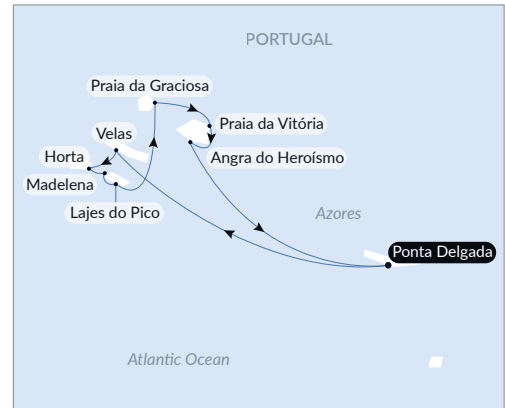 PORTUGAL
Praia da Graciosa
Praia da Vitória
Velas
Horta
Angra do Heroísmo
Madelena
Lajes do Pico
Azores
Ponta Delgada
Atlantic Ocean